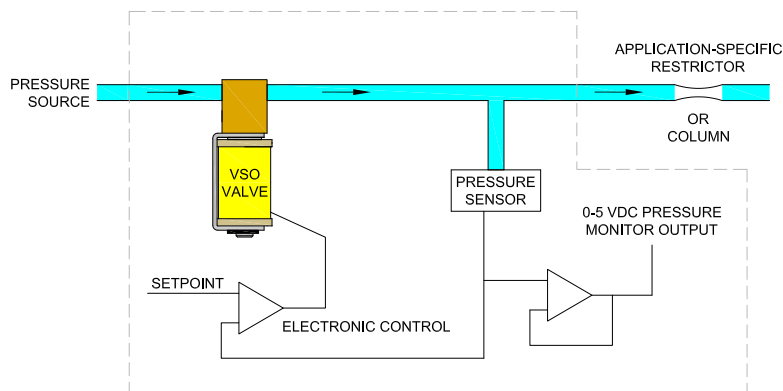 PRESSURE
SOURCE
APPLICATION-SPECIFIC
RESTRICTOR
OR
COLUMN
VSO
VALVE
PRESSURE
SENSOR
0-5 VDC PRESSURE
MONITOR OUTPUT
SETPOINT
ELECTRONIC CONTROL